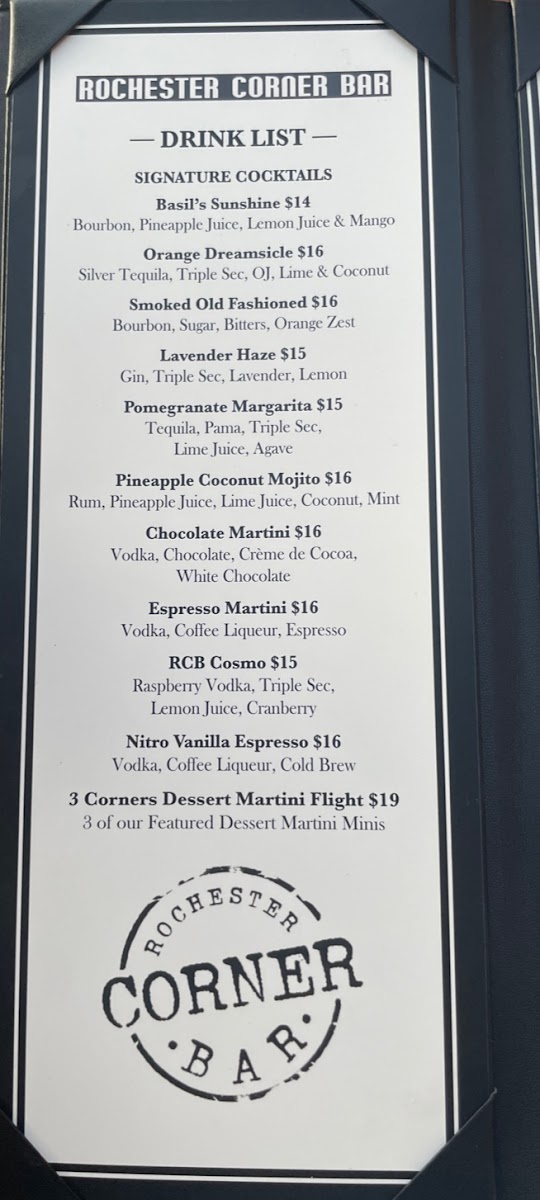 ROCHESTER CORNER BAR
— DRINK LIST —
SIGNATURE COCKTAILS
Basil's Sunshine $14
Bourbon, Pineapple Juice, Lemon Juice & Mango
Orange Dreamsicle $16
Silver Tequila, Triple Sec, OJ, Lime & Coconut
Smoked Old Fashioned $16
Bourbon, Sugar, Bitters, Orange Zest
Lavender Haze $15
Gin, Triple Sec, Lavender, Lemon
Pomegranate Margarita $15
Tequila, Pama, Triple Sec,
Lime Juice, Agave
Pineapple Coconut Mojito $16
Rum, Pineapple Juice, Lime Juice, Coconut, Mint
Chocolate Martini $16
Vodka, Chocolate, Crème de Cocoa,
White Chocolate
Espresso Martini $16
Vodka, Coffee Liqueur, Espresso
RCB Cosmo $15
Raspberry Vodka, Triple Sec,
Lemon Juice, Cranberry
Nitro Vanilla Espresso $16
Vodka, Coffee Liqueur, Cold Brew
3 Corners Dessert Martini Flight $19
3 of our Featured Dessert Martini Minis
ROCHESTER
CORNER
• BAR •